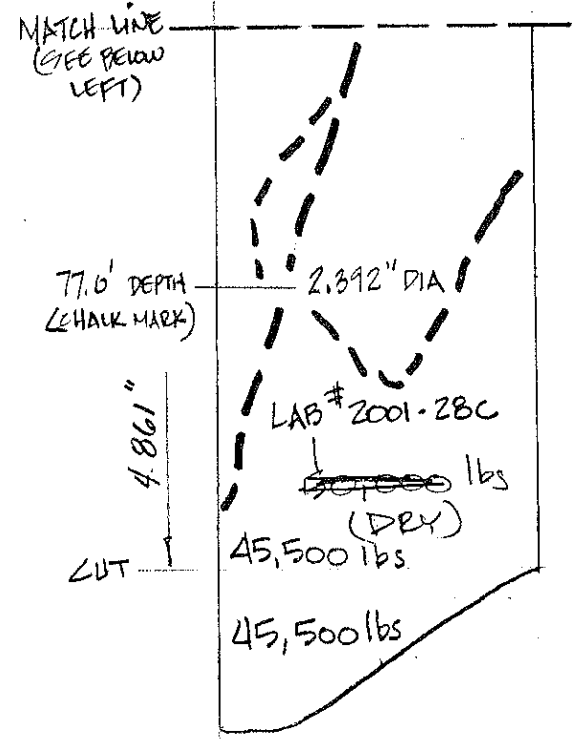 MATCH LINE
(SEE BELOW
LEFT)
77.0' DEPTH
(CHALK MARK)
2.392" DIA
4.861"
LAB # 2001-28C
lbs
(DRY)
45,500 lbs
CUT
45,500 lbs